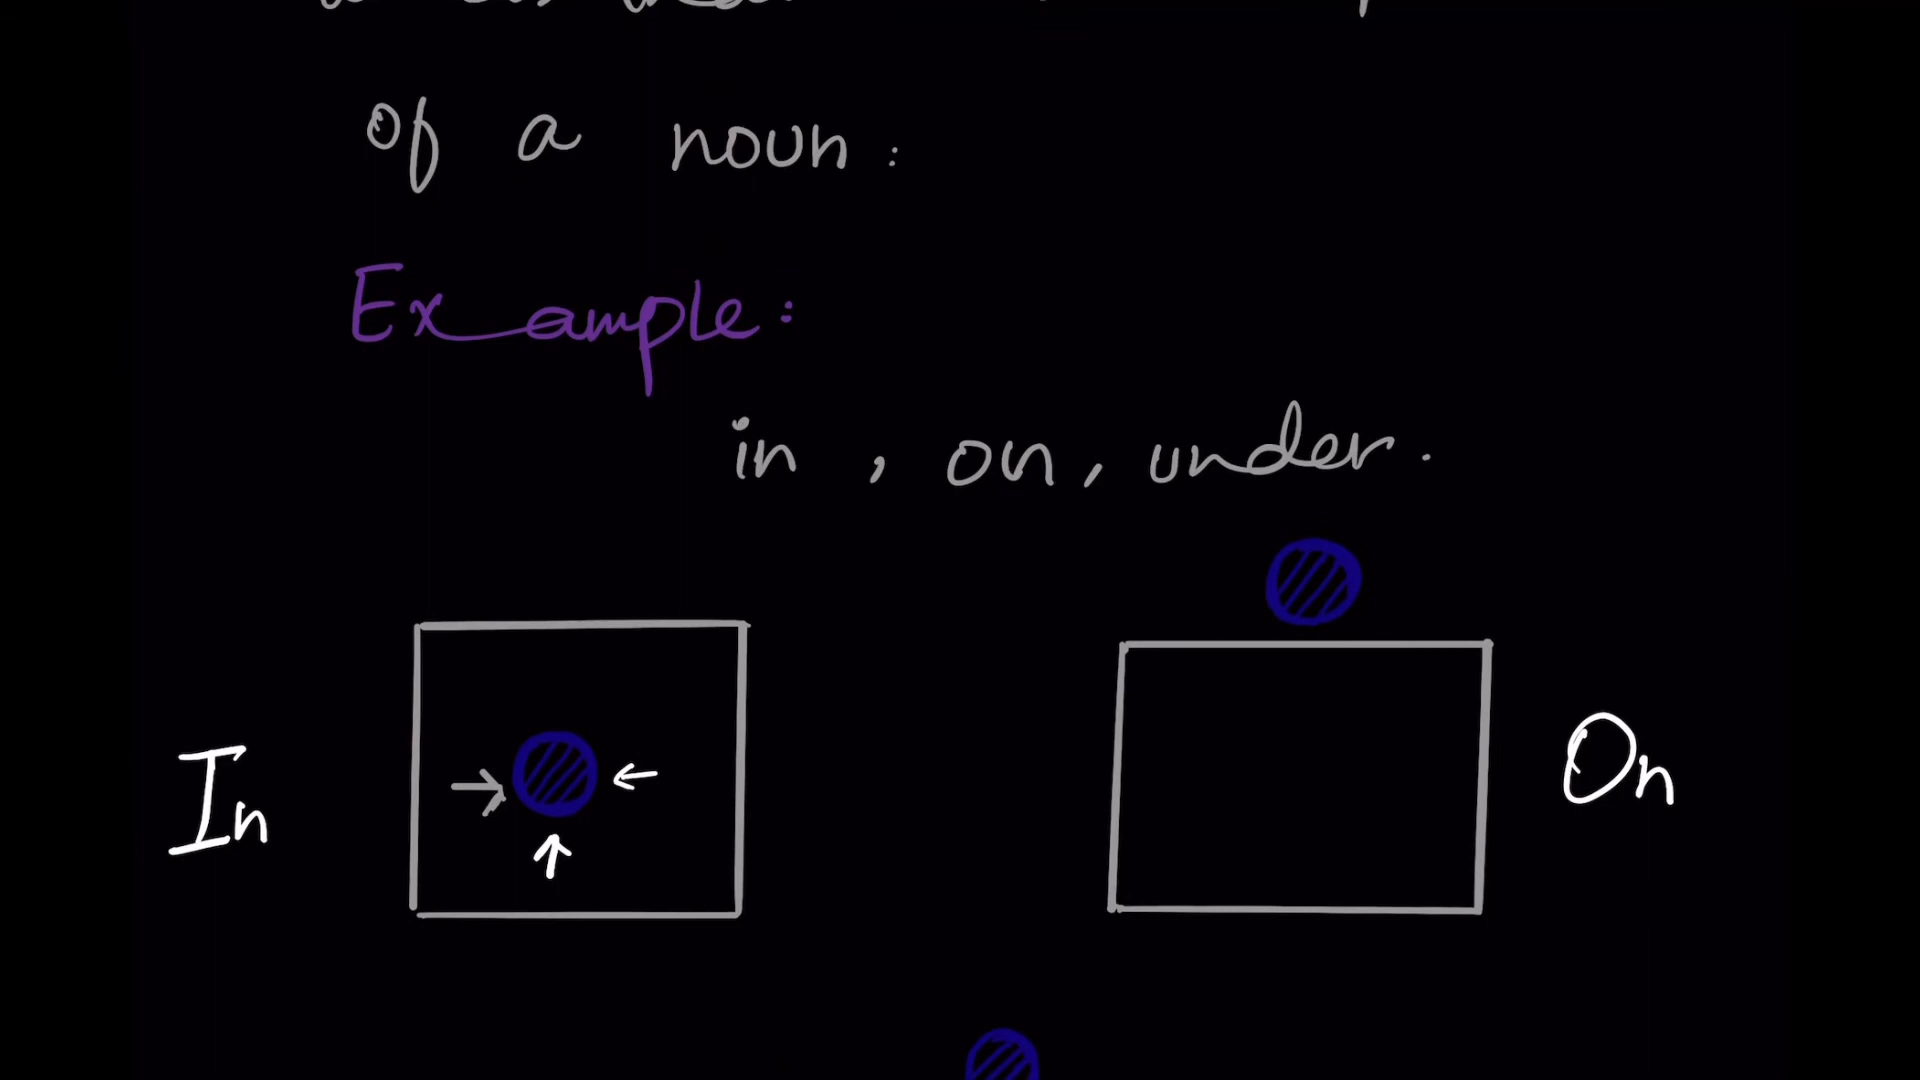 of a noun:
Example:
in, on, under.
In
On